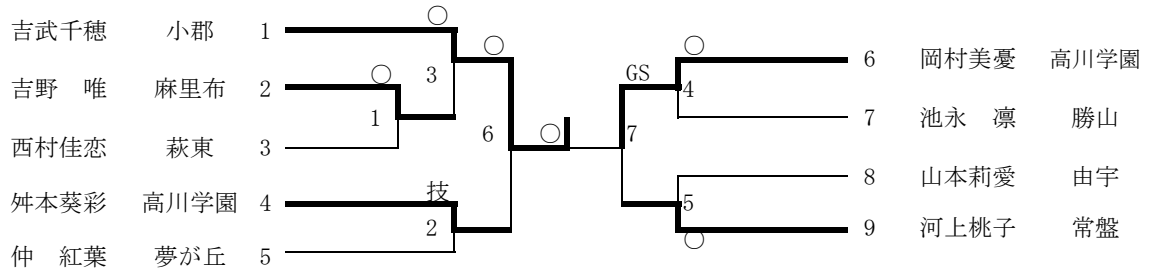 吉武千穂 小郡 1
吉野 唯 麻里布 2
西村佳恋 萩東 3
舛本葵彩 高川学園 4
仲 紅葉 夢が丘 5
○
○
○
3
1
6
技
2
○
○
GS
4
7
5
○
6 岡村美憂 高川学園
7 池永 凛 勝山
8 山本莉愛 由宇
9 河上桃子 常盤